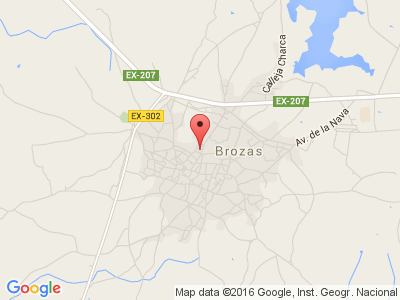 Calleja Charca
EX-207
EX-207
EX-302
Av. de la Nava
Brozas
Google
Map data ©2016 Google, Inst. Geogr. Nacional